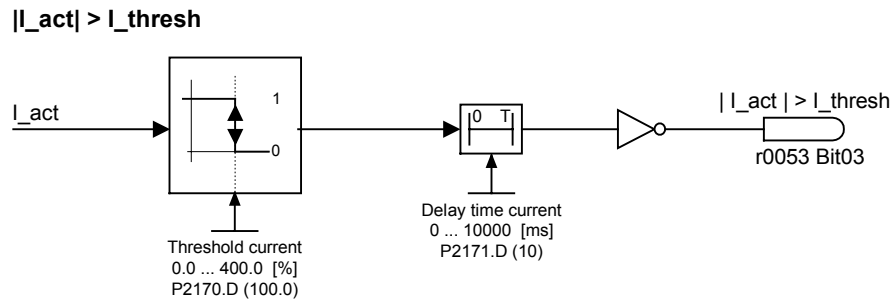 |I_act| > I_thresh
I_act
1
0
0 T
| I_act | > I_thresh
r0053 Bit03
Threshold current
0.0 ... 400.0 [%]
P2170.D (100.0)
Delay time current
0 ... 10000 [ms]
P2171.D (10)